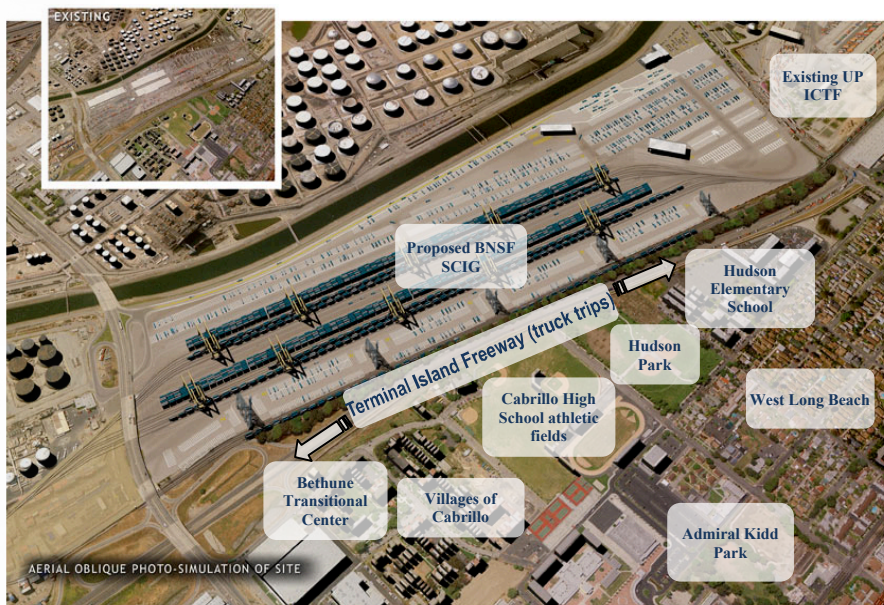 EXISTING
Existing UP
ICTF
Proposed BNSF
SCIG
Hudson
Elementary
School
Terminal Island Freeway (truck trips)
Hudson
Park
West Long Beach
Cabrillo High
School athletic
fields
Bethune
Transitional
Center
Villages of
Cabrillo
Admiral Kidd
Park
AERIAL OBLIQUE PHOTO-SIMULATION OF SITE